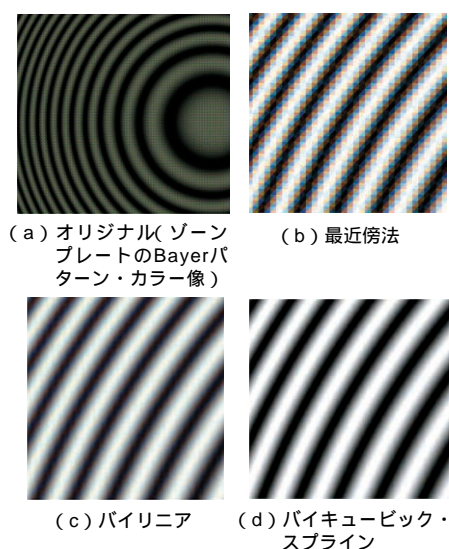 (a)オリジナル(ゾーン
プレートのBayerパ
ターン・カラー像)
(b)最近傍法
(c)バイリニア
(d)バイキュービック・
スプライン